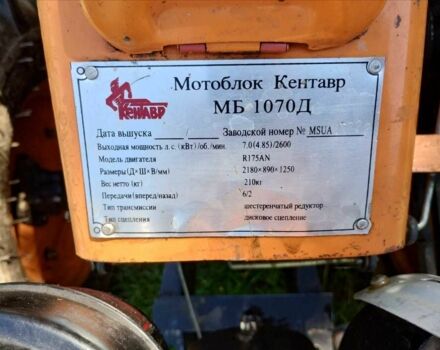 Мотоблок Кентавр
КЕНТАВР
МБ 1070Д
Дата выпуска Заводской номер № MSUA
Выходная мощность л.с (кВт) /об./мин. 7.0(4.85)/2600
Модель двигателя R175AN
Размеры (Д×Ш×В/мм) 2180×890×1250
Вес нетто (кг) 210кг
Передачи (вперед/назад) 6/2
Тип трансмиссии шестеренчатый редуктор
Тип сцепления дисковое сцепление